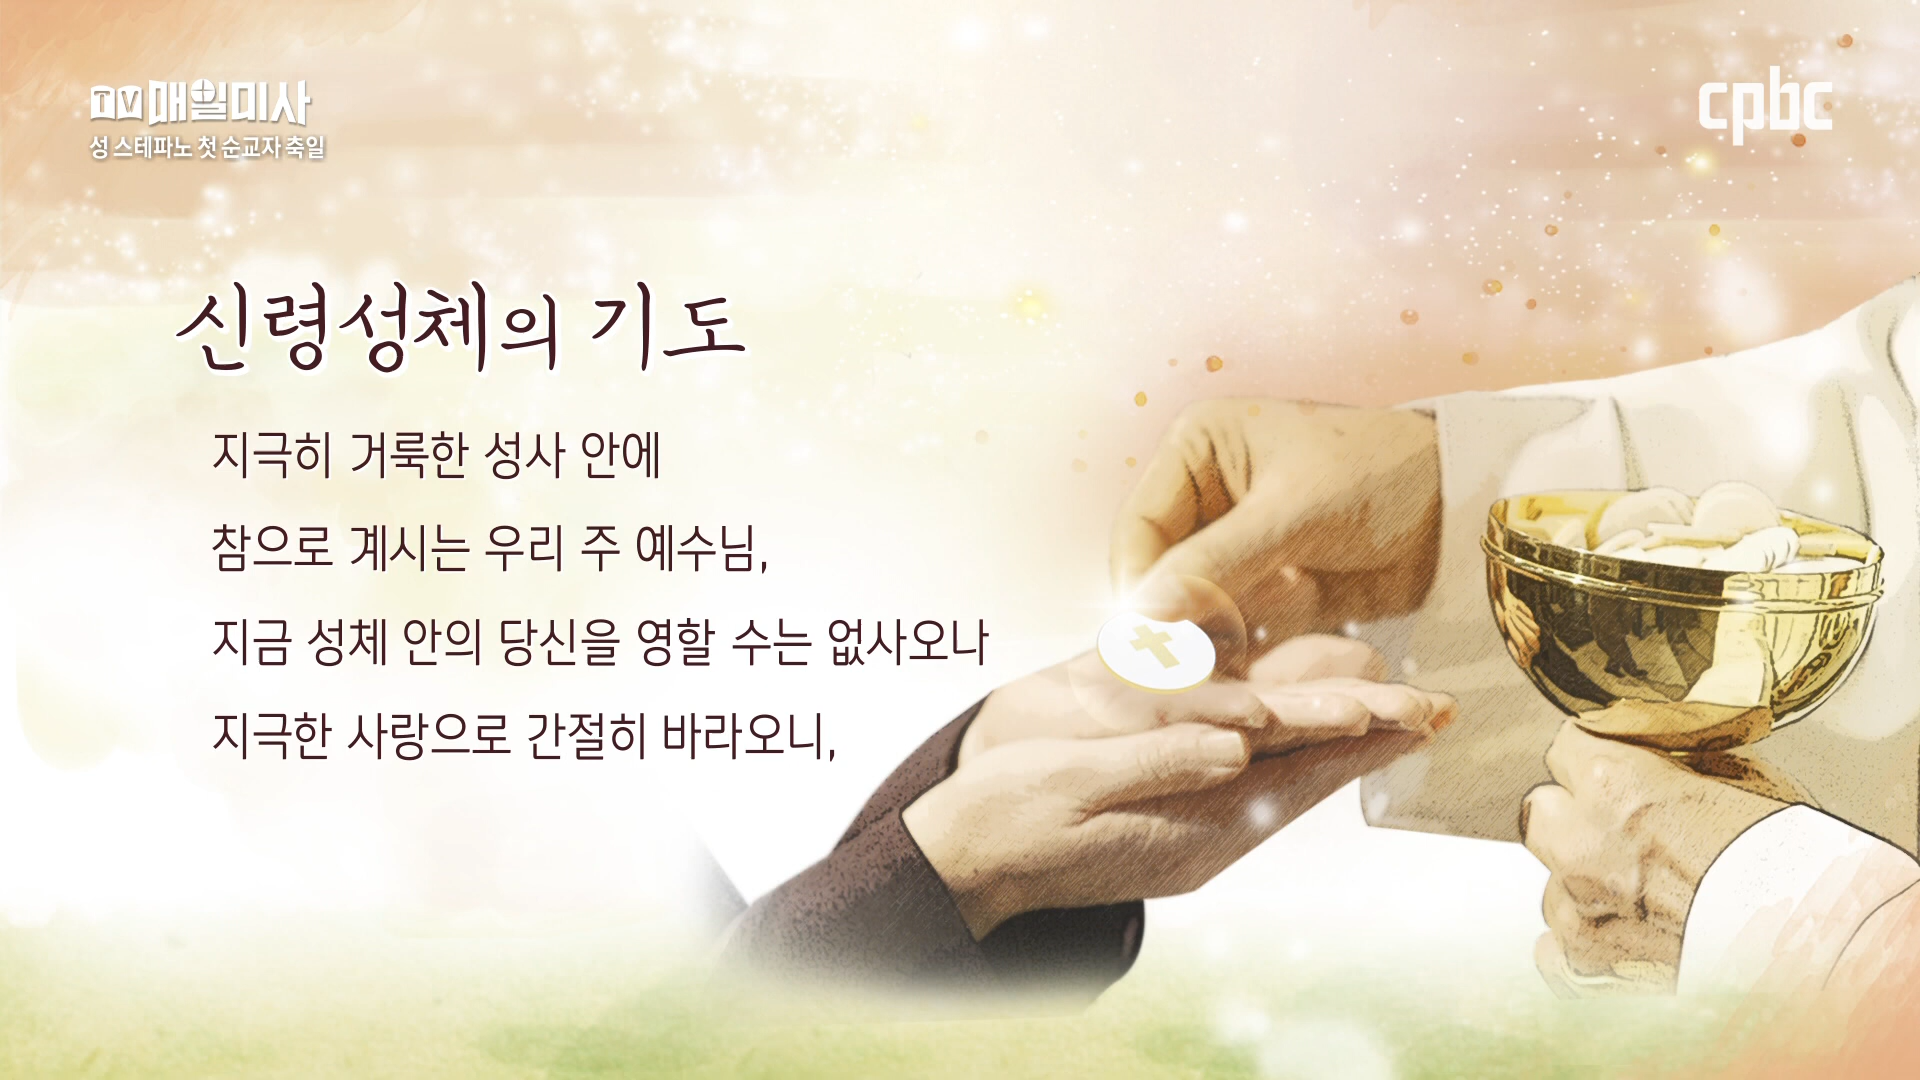 TV매일미사
성 스테파노 첫 순교자 축일
cpbc
신령성체의 기도
지극히 거룩한 성사 안에
참으로 계시는 우리 주 예수님,
지금 성체 안의 당신을 영할 수는 없사오나
지극한 사랑으로 간절히 바라오니,